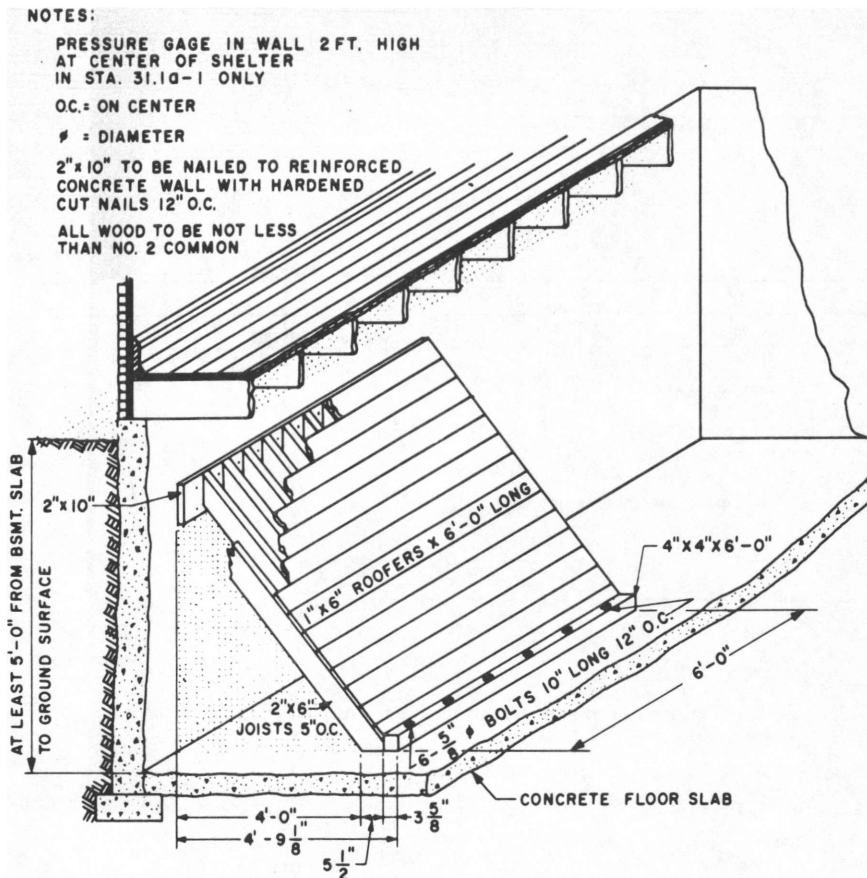 NOTES:
PRESSURE GAGE IN WALL 2 FT. HIGH
AT CENTER OF SHELTER
IN STA. 31.1a-1 ONLY
O.C.= ON CENTER
ø = DIAMETER
2"x 10" TO BE NAILED TO REINFORCED
CONCRETE WALL WITH HARDENED
CUT NAILS 12" O.C.
ALL WOOD TO BE NOT LESS
THAN NO. 2 COMMON
2"x 10"
AT LEAST 5'-0" FROM BSMT. SLAB
TO GROUND SURFACE
1"X6" ROOFERS X 6'-0" LONG
4"X4"X6'-0"
6-5/8" ø BOLTS 10" LONG 12" O.C.
6'-0"
2"x6"
JOISTS 5"O.C.
CONCRETE FLOOR SLAB
4'-0"
3 5/8"
4'-9 1/8"
5 1/2"